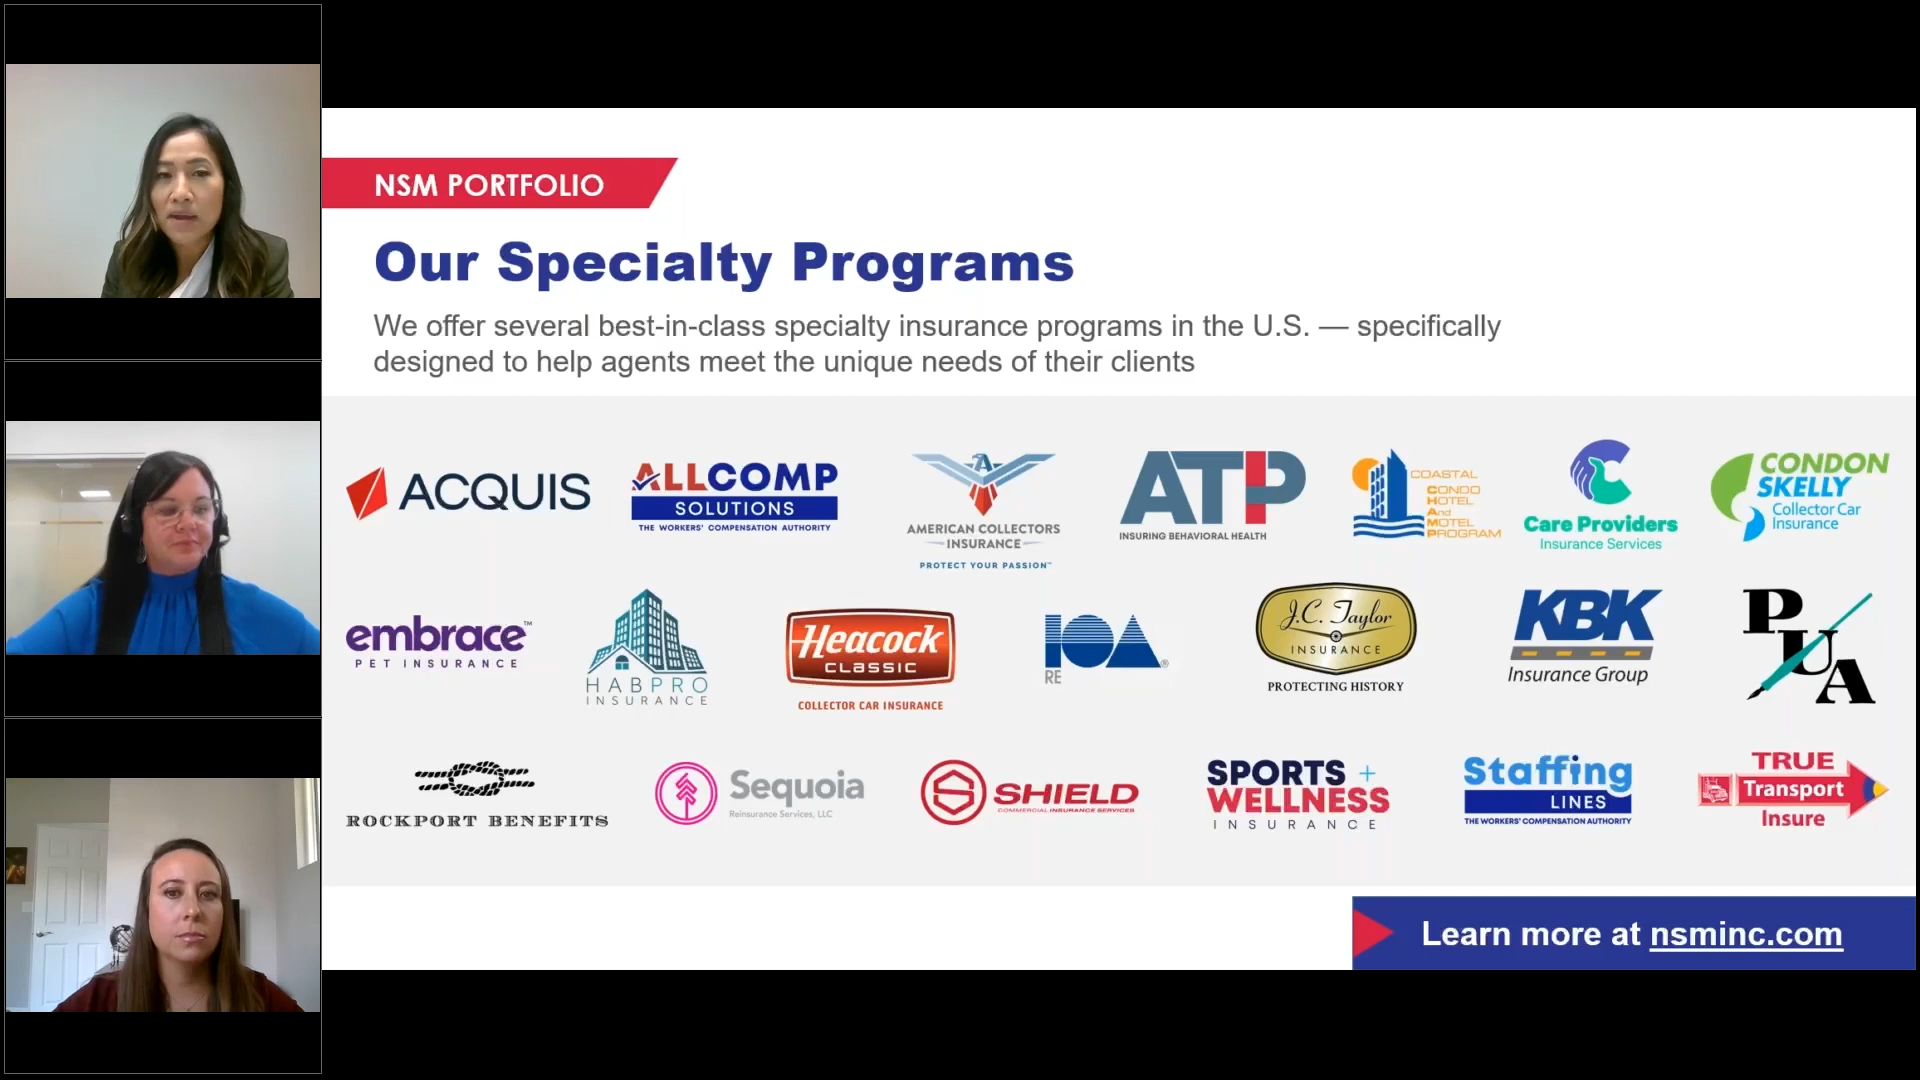 NSM PORTFOLIO
Our Specialty Programs
We offer several best-in-class specialty insurance programs in the U.S. — specifically
designed to help agents meet the unique needs of their clients
ACQUIS
ALLCOMP
SOLUTIONS
THE WORKERS' COMPENSATION AUTHORITY
AMERICAN COLLECTORS
INSURANCE
PROTECT YOUR PASSION™
ATP
INSURING BEHAVIORAL HEALTH
COASTAL
CONDO
HOTEL
And
MOTEL
PROGRAM
Care Providers
Insurance Services
CONDON
SKELLY
Collector Car
Insurance
embrace™
PET INSURANCE
HABPRO
INSURANCE
Heacock
CLASSIC
COLLECTOR CAR INSURANCE
IOA®
RE
J.C. Taylor
INSURANCE
PROTECTING HISTORY
KBK
Insurance Group
PUA
ROCKPORT BENEFITS
Sequoia
Reinsurance Services, LLC
SHIELD
COMMERCIAL INSURANCE SERVICES
SPORTS +
WELLNESS
INSURANCE
Staffing
LINES
THE WORKERS' COMPENSATION AUTHORITY
TRUE
Transport
Insure
Learn more at nsminc.com